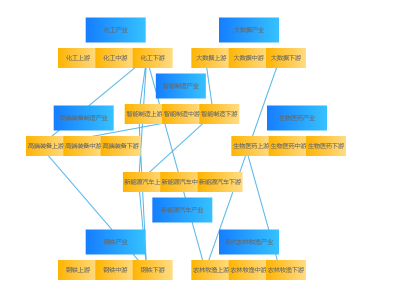 化工产业
大数据产业
化工上游 化工中游 化工下游
大数据上游 大数据中游 大数据下游
智能制造产业
智能制造上游 智能制造中游 智能制造下游
高端装备制造产业
生物医药产业
高端装备上游 高端装备中游 高端装备下游
生物医药上游 生物医药中游 生物医药下游
新能源汽车上 新能源汽车中 新能源汽车下游
新能源汽车产业
钢铁产业
农林牧渔产业
钢铁上游 钢铁中游 钢铁下游
农林牧渔上游 农林牧渔中游 农林牧渔下游